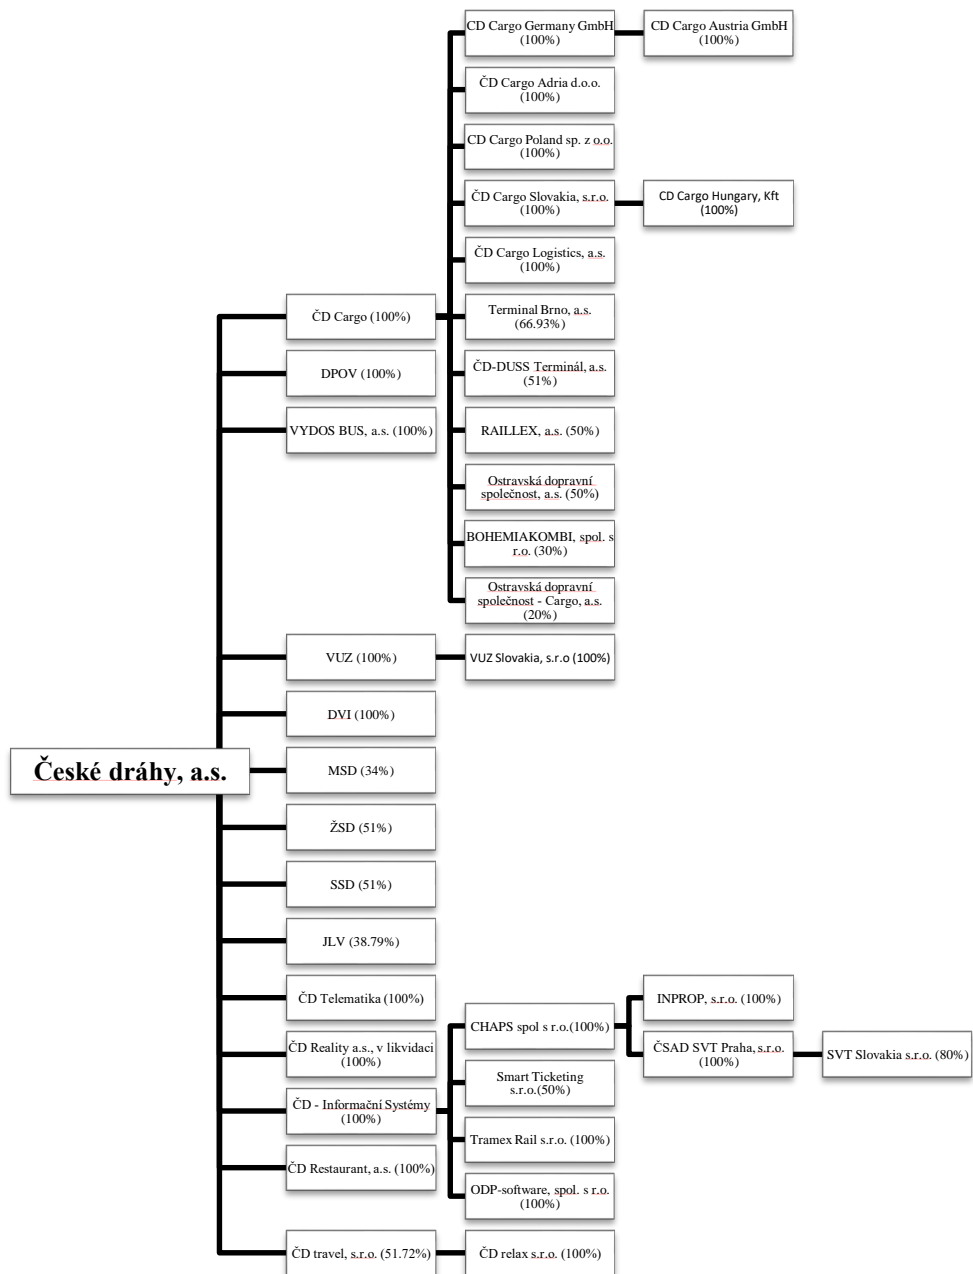 CD Cargo Germany GmbH
(100%)
CD Cargo Austria GmbH
(100%)
ČD Cargo Adria d.o.o.
(100%)
CD Cargo Poland sp. z o.o.
(100%)
ČD Cargo Slovakia, s.r.o.
(100%)
CD Cargo Hungary, Kft
(100%)
ČD Cargo Logistics, a.s.
(100%)
ČD Cargo (100%)
Terminal Brno, a.s.
(66.93%)
DPOV (100%)
ČD-DUSS Terminál, a.s.
(51%)
VYDOS BUS, a.s. (100%)
RAILLEX, a.s. (50%)
Ostravská dopravní
společnost, a.s. (50%)
BOHEMIAKOMBI, spol. s
r.o. (30%)
Ostravská dopravní
společnost - Cargo, a.s.
(20%)
VUZ (100%)
VUZ Slovakia, s.r.o (100%)
DVI (100%)
České dráhy, a.s.
MSD (34%)
ŽSD (51%)
SSD (51%)
JLV (38.79%)
ČD Telematika (100%)
CHAPS spol s r.o.(100%)
INPROP, s.r.o. (100%)
ČD Reality a.s., v likvidaci
(100%)
ČSAD SVT Praha, s.r.o.
(100%)
SVT Slovakia s.r.o. (80%)
Smart Ticketing
s.r.o.(50%)
ČD - Informační Systémy
(100%)
Tramex Rail s.r.o. (100%)
ČD Restaurant, a.s. (100%)
ODP-software, spol. s r.o.
(100%)
ČD travel, s.r.o. (51.72%)
ČD relax s.r.o. (100%)